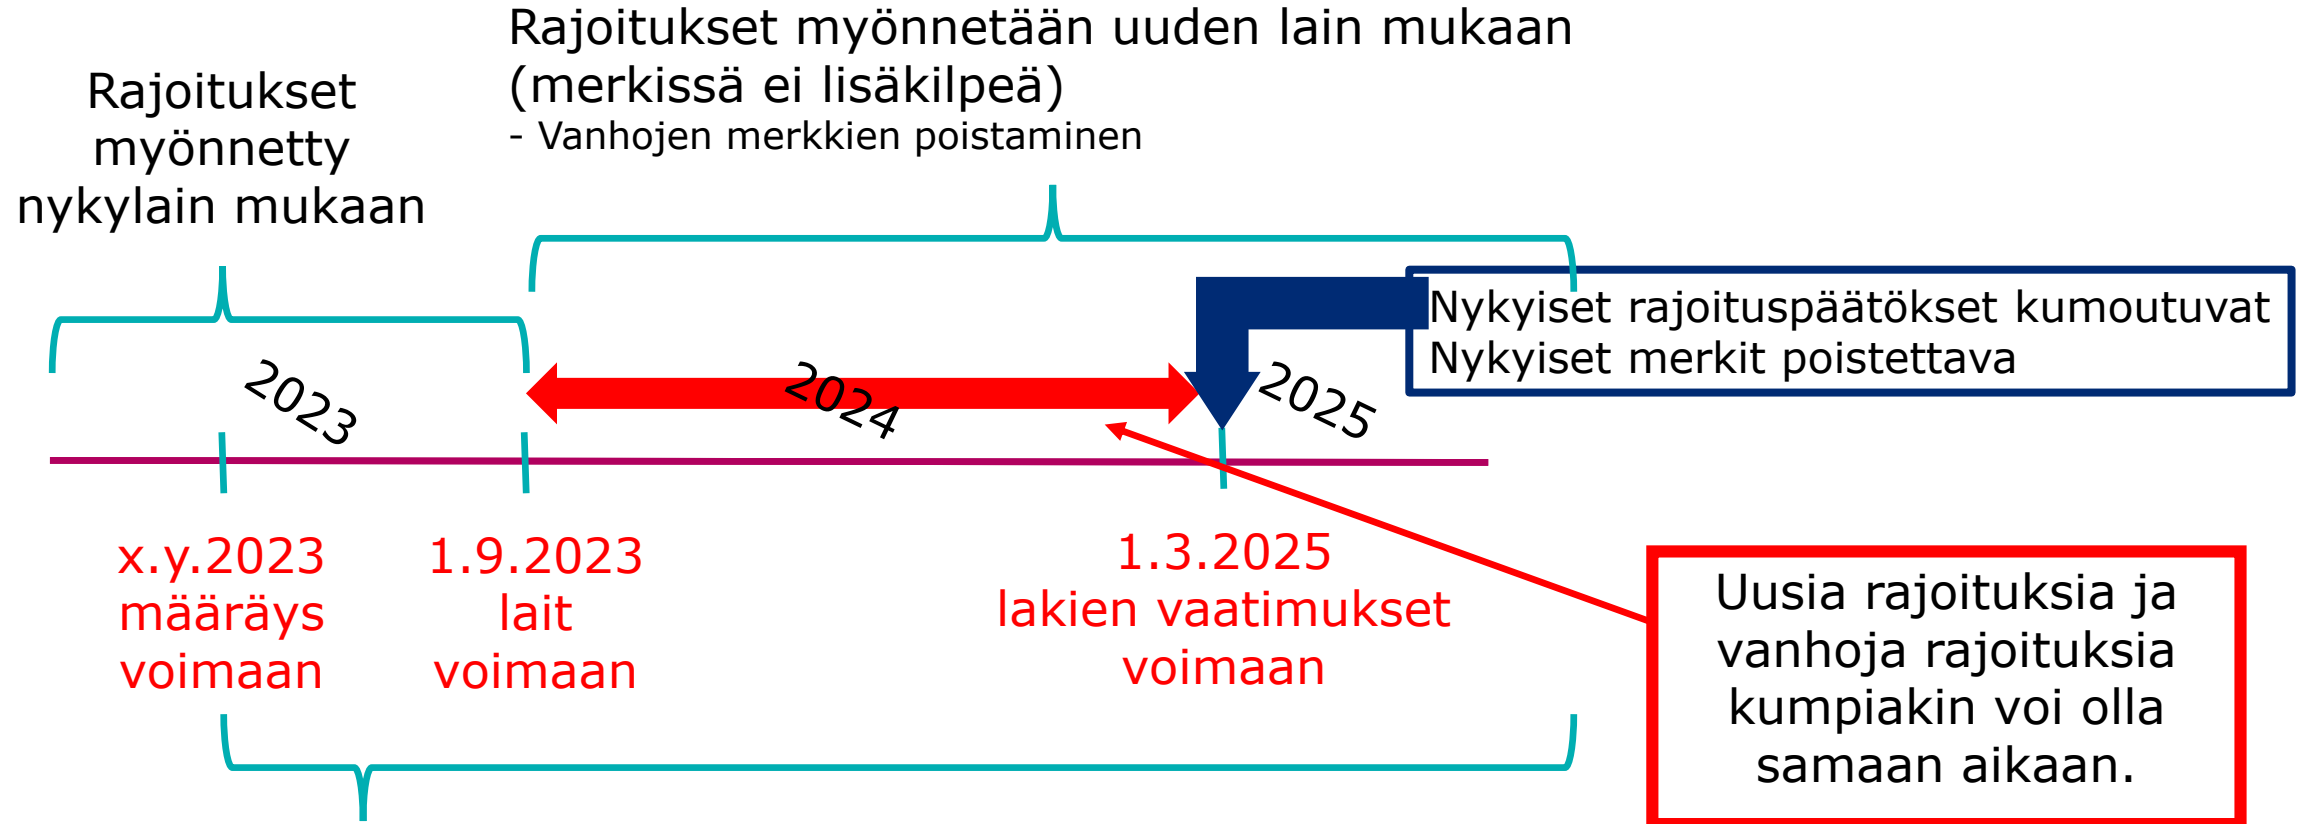 Rajoitukset myönnetään uuden lain mukaan
(merkissä ei lisäkilpeä)
- Vanhojen merkkien poistaminen
Rajoitukset
myönnetty
nykylain mukaan
Nykyiset rajoituspäätökset kumoutuvat
Nykyiset merkit poistettava
2023
2024
2025
x.y.2023
määräys
voimaan
1.9.2023
lait
voimaan
1.3.2025
lakien vaatimukset
voimaan
Uusia rajoituksia ja
vanhoja rajoituksia
kumpiakin voi olla
samaan aikaan.